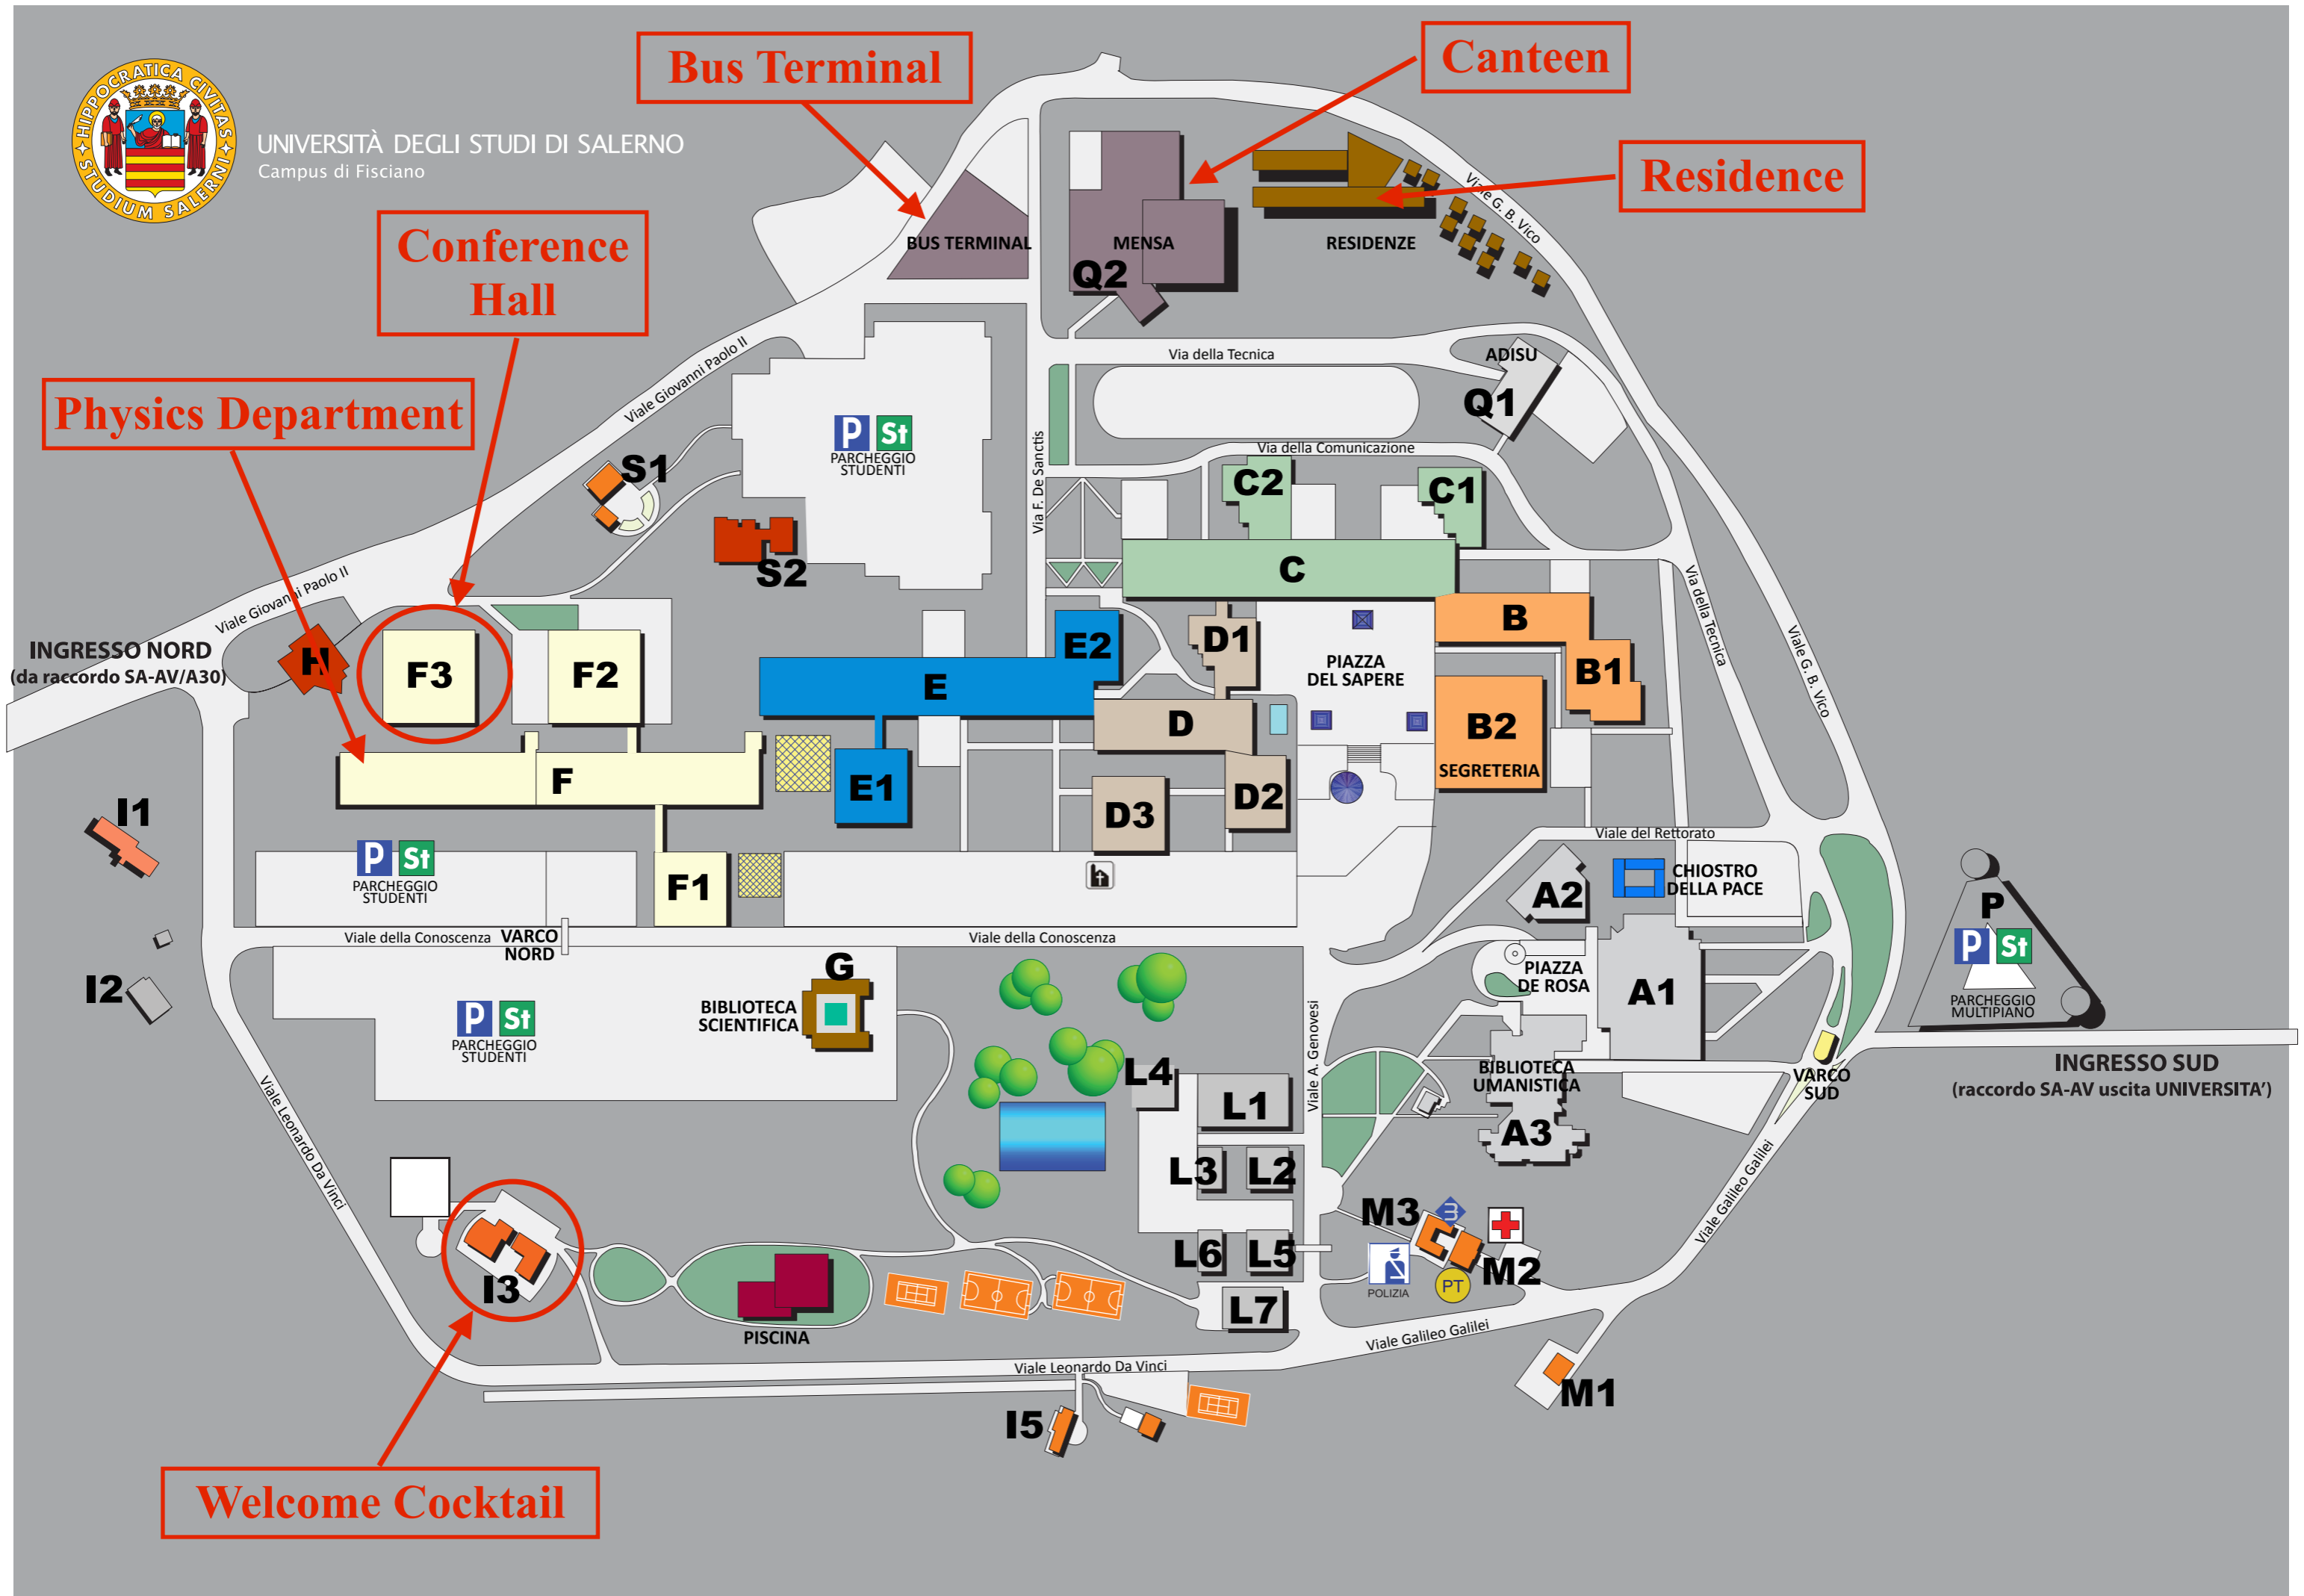 HIPPOCRATICA CIVITAS
STUDIUM SALERNI
UNIVERSITÀ DEGLI STUDI DI SALERNO
Campus di Fisciano
Bus Terminal
Canteen
Residence
Conference
Hall
Physics Department
BUS TERMINAL
MENSA
Q2
RESIDENZE
Viale G. B. Vico
Viale Giovanni Paolo II
Via della Tecnica
ADISU
Q1
P St
PARCHEGGIO
STUDENTI
Via F. De Sanctis
Via della Comunicazione
S1
S2
C2
C1
C
Via della Tecnica
Viale G. B. Vico
Viale Giovanni Paolo II
INGRESSO NORD
(da raccordo SA-AV/A30)
H
F3
F2
E2
E
D1
PIAZZA
DEL SAPERE
B
B1
B2
SEGRETERIA
D
F
E1
D3
D2
I1
Viale del Rettorato
P St
PARCHEGGIO
STUDENTI
F1
A2
CHIOSTRO
DELLA PACE
P
P St
PARCHEGGIO
MULTIPIANO
Viale della Conoscenza
VARCO
NORD
Viale della Conoscenza
I2
G
BIBLIOTECA
SCIENTIFICA
P St
PARCHEGGIO
STUDENTI
PIAZZA
DE ROSA
A1
Viale A. Genovesi
INGRESSO SUD
(raccordo SA-AV uscita UNIVERSITA’)
VARCO
SUD
BIBLIOTECA
UMANISTICA
A3
L4
L1
L3
L2
L6
L5
L7
Viale Leonardo Da Vinci
Viale Galileo Galilei
M3
m
M2
POLIZIA
PT
I3
PISCINA
Viale Galileo Galilei
Viale Leonardo Da Vinci
M1
I5
Welcome Cocktail